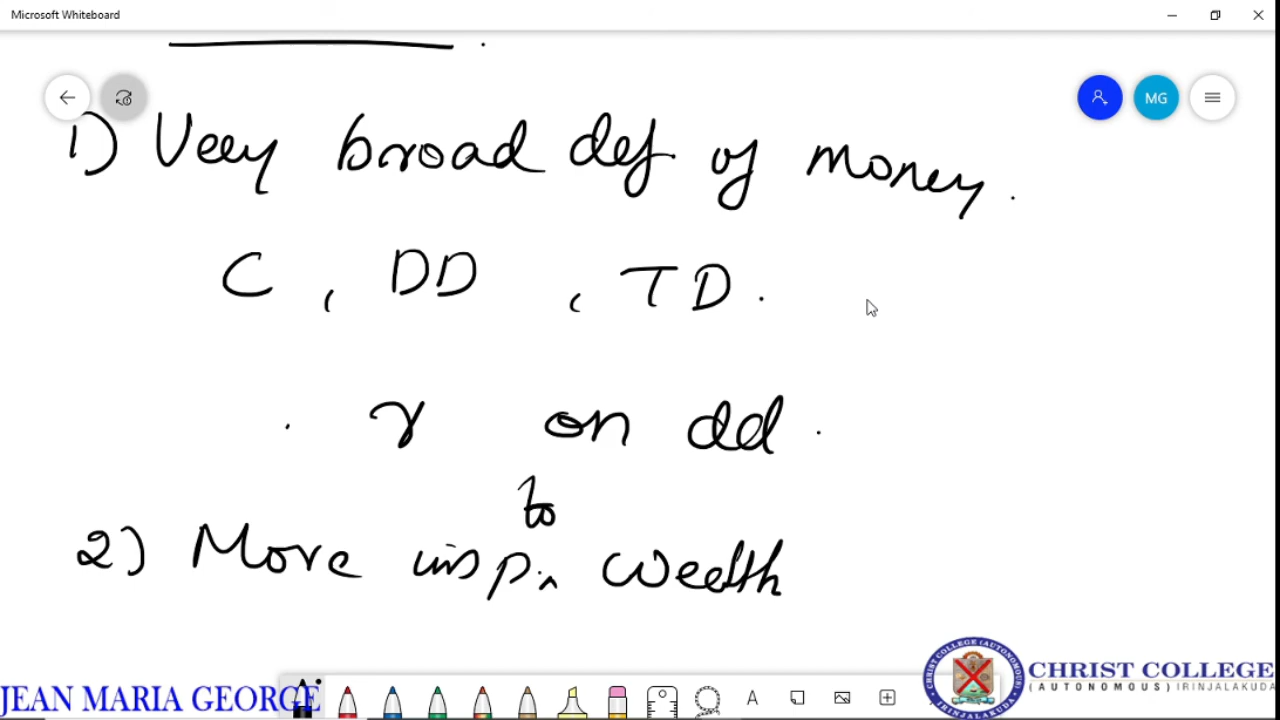 Microsoft Whiteboard
MG
1) Very broad def. of money.
C, DD, TD.
r on dd.
to
2) More imp. Wealth
A
JEAN MARIA GEORGE
CHRIST COLLEGE
(AUTONOMOUS) IRINJALAKUDA